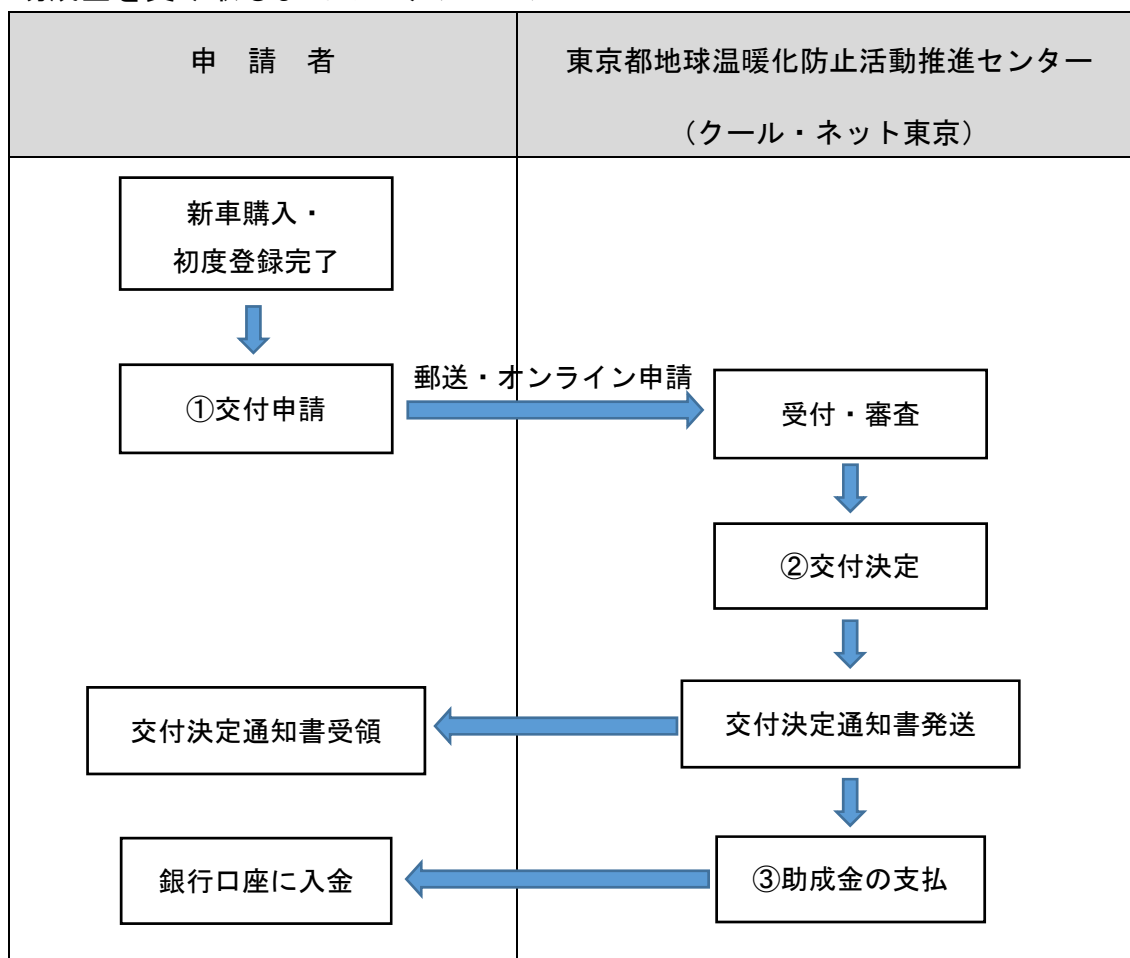 申 請 者
東京都地球温暖化防止活動推進センター
（クール・ネット東京）
新車購入・
初度登録完了
郵送・オンライン申請
①交付申請
受付・審査
②交付決定
交付決定通知書受領
交付決定通知書発送
銀行口座に入金
③助成金の支払